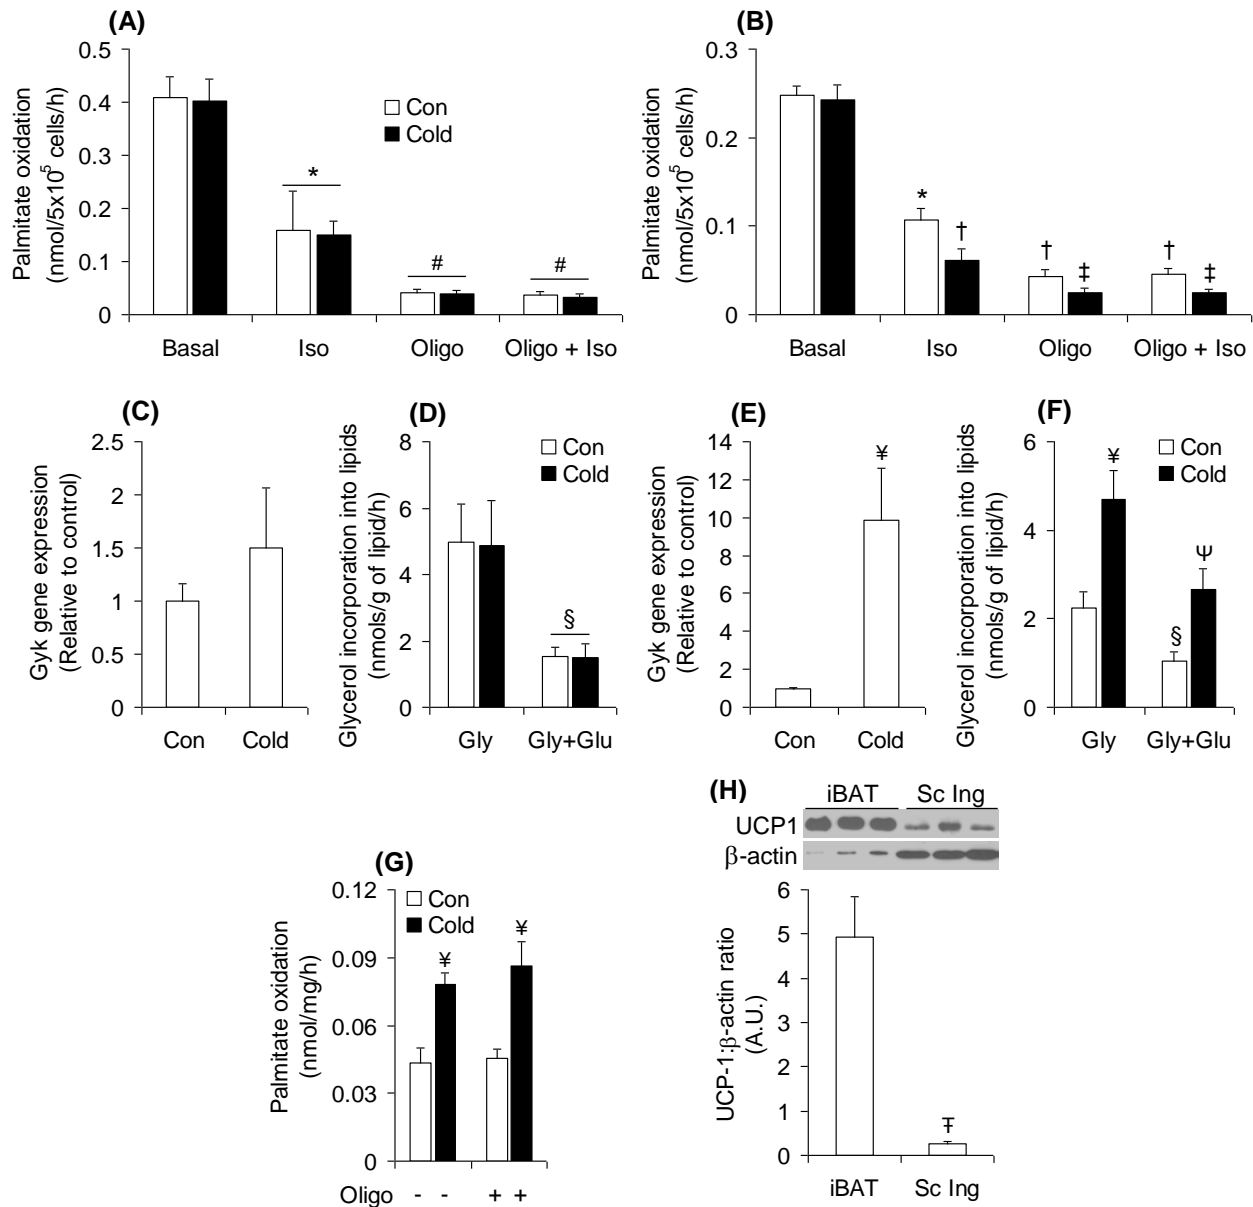 (A)
Palmitate oxidation
(nmol/5x10⁵ cells/h)
0.5
0.4
0.3
0.2
0.1
0
Con
Cold
*
#
#
Basal
Iso
Oligo
Oligo + Iso
(B)
Palmitate oxidation
(nmol/5x10⁵ cells/h)
0.3
0.2
0.1
0
*
†
†
‡
†
‡
Basal
Iso
Oligo
Oligo + Iso
(C)
Gyk gene expression
(Relative to control)
2.5
2
1.5
1
0.5
0
Con
Cold
(D)
Glycerol incorporation into lipids
(nmols/g of lipid/h)
8
6
4
2
0
Con
Cold
§
Gly
Gly+Glu
(E)
Gyk gene expression
(Relative to control)
14
12
10
8
6
4
2
0
¥
Con
Cold
(F)
Glycerol incorporation into lipids
(nmols/g of lipid/h)
6
4
2
0
Con
Cold
¥
§
Ψ
Gly
Gly+Glu
(G)
Palmitate oxidation
(nmol/mg/h)
0.12
0.09
0.06
0.03
0
Con
Cold
¥
¥
Oligo - - + +
(H)
iBAT Sc Ing
UCP1
β-actin
UCP-1:β-actin ratio
(A.U.)
6
5
4
3
2
1
0
Ŧ
iBAT
Sc Ing